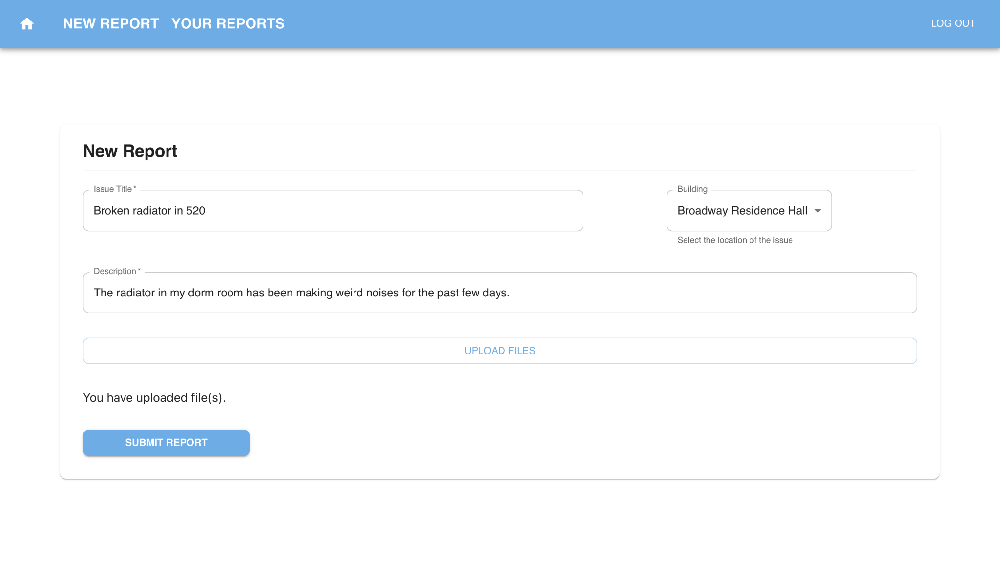 NEW REPORT YOUR REPORTS LOG OUT
New Report
Issue Title *
Broken radiator in 520
Building
Broadway Residence Hall
Select the location of the issue
Description *
The radiator in my dorm room has been making weird noises for the past few days.
UPLOAD FILES
You have uploaded file(s).
SUBMIT REPORT